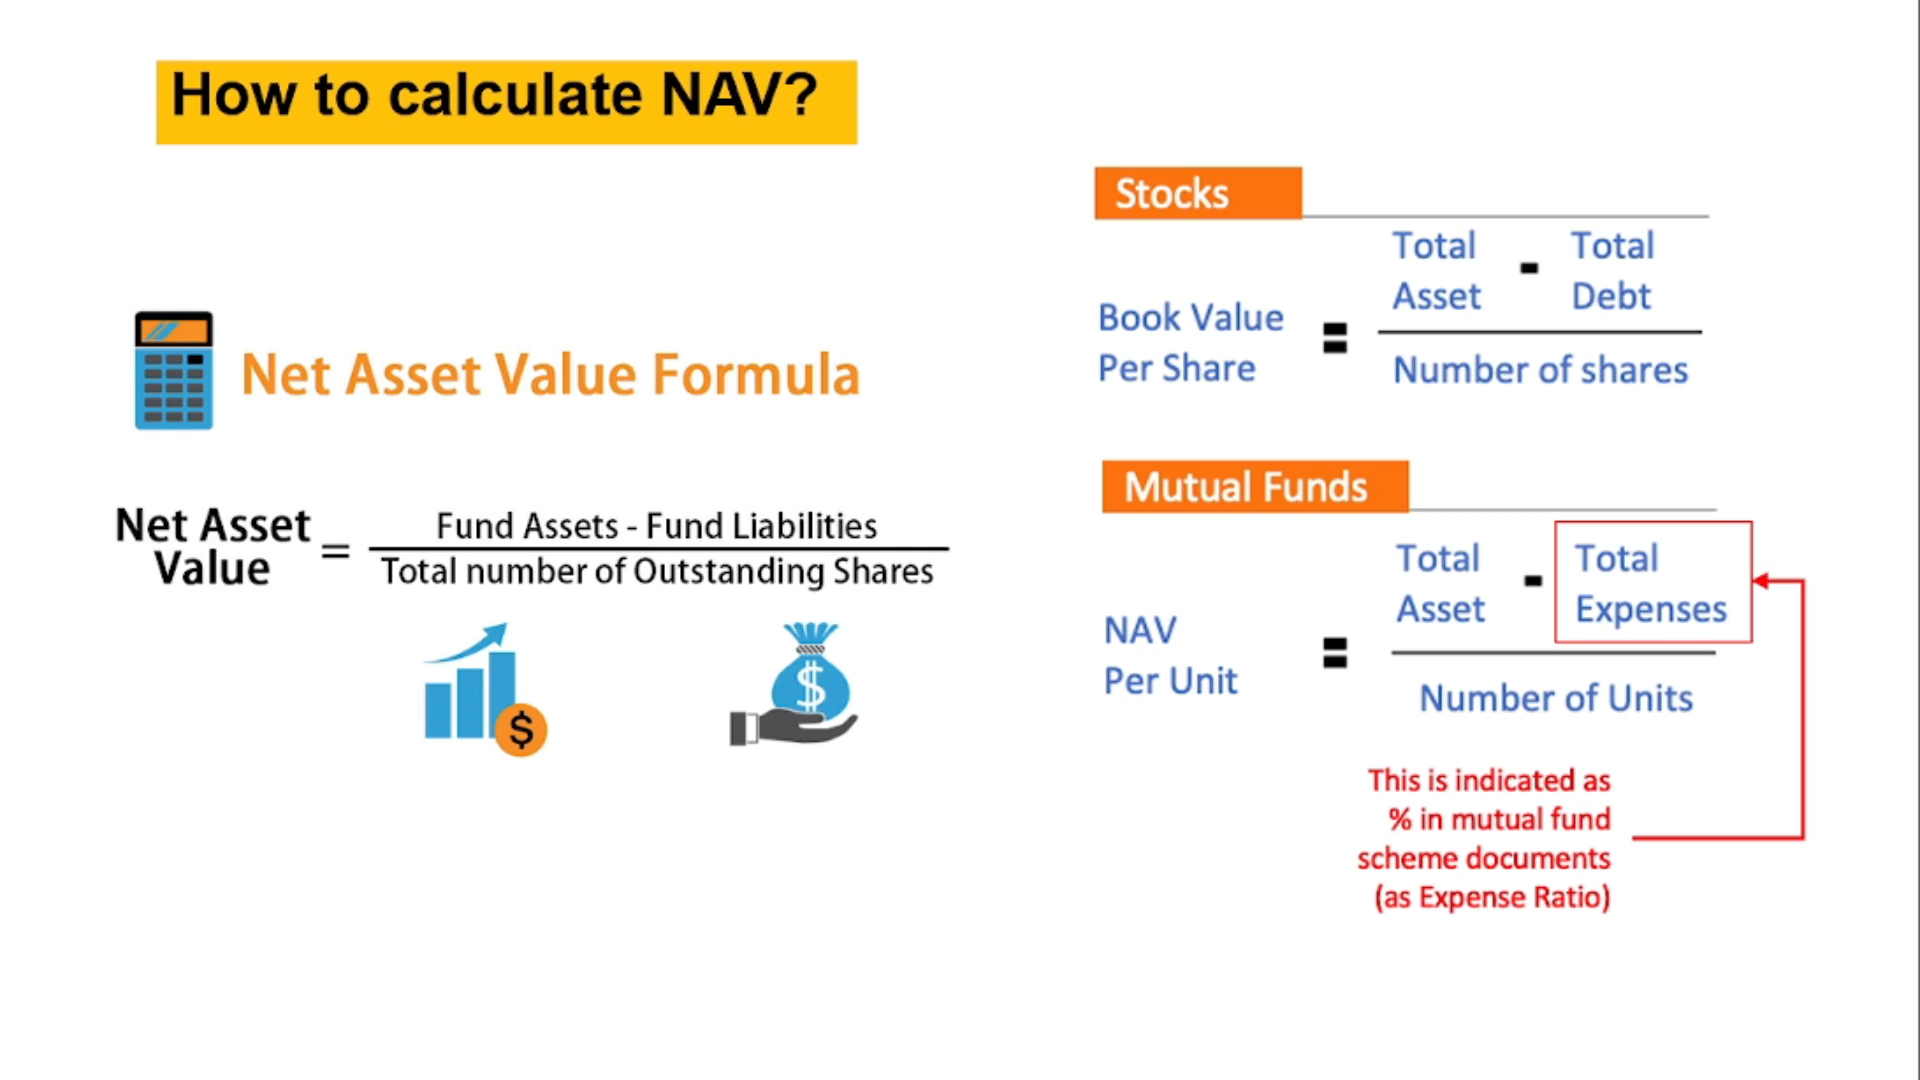 How to calculate NAV?
Net Asset Value Formula
Net Asset
Value
=
Fund Assets - Fund Liabilities
Total number of Outstanding Shares
$
$
Stocks
Book Value
Per Share
=
Total
Asset
-
Total
Debt
Number of shares
Mutual Funds
NAV
Per Unit
=
Total
Asset
-
Total
Expenses
Number of Units
This is indicated as
% in mutual fund
scheme documents
(as Expense Ratio)